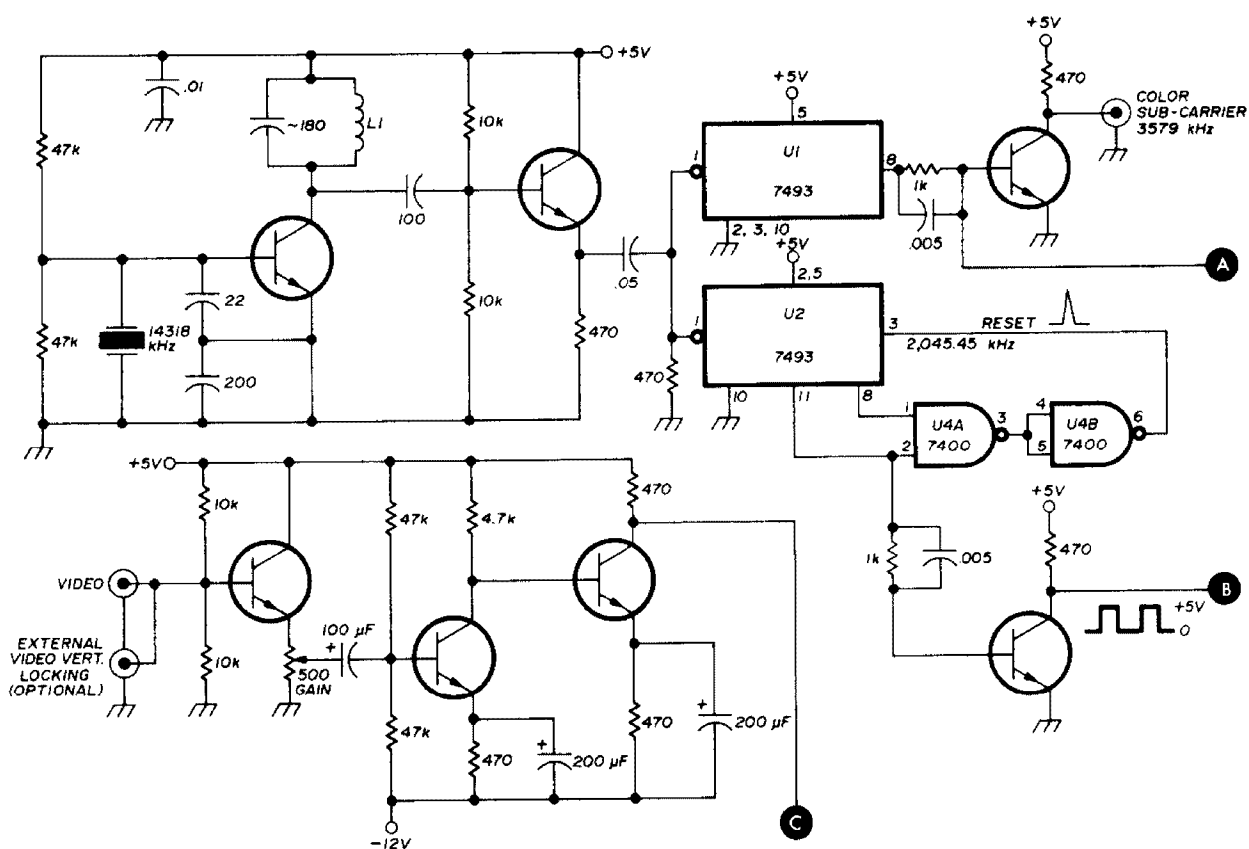 +5V
.01
~180
L1
10k
47k
100
10k
22
47k
14318
kHz
200
470
.05
+5V
5
1
U1
7493
8
2, 3, 10
1k
.005
+5V
470
COLOR
SUB-CARRIER
3579 kHz
A
+5V
2,5
1
U2
7493
3
RESET
2,045.45 kHz
470
10
11
8
1
2
U4A
7400
3
4
5
U4B
7400
6
1k
.005
+5V
470
B
+5V
0
+5V
10k
47k
4.7k
470
VIDEO
EXTERNAL
VIDEO VERT.
LOCKING
(OPTIONAL)
10k
500
GAIN
100 µF
+
47k
470
+
200 µF
470
+
200 µF
-12V
C